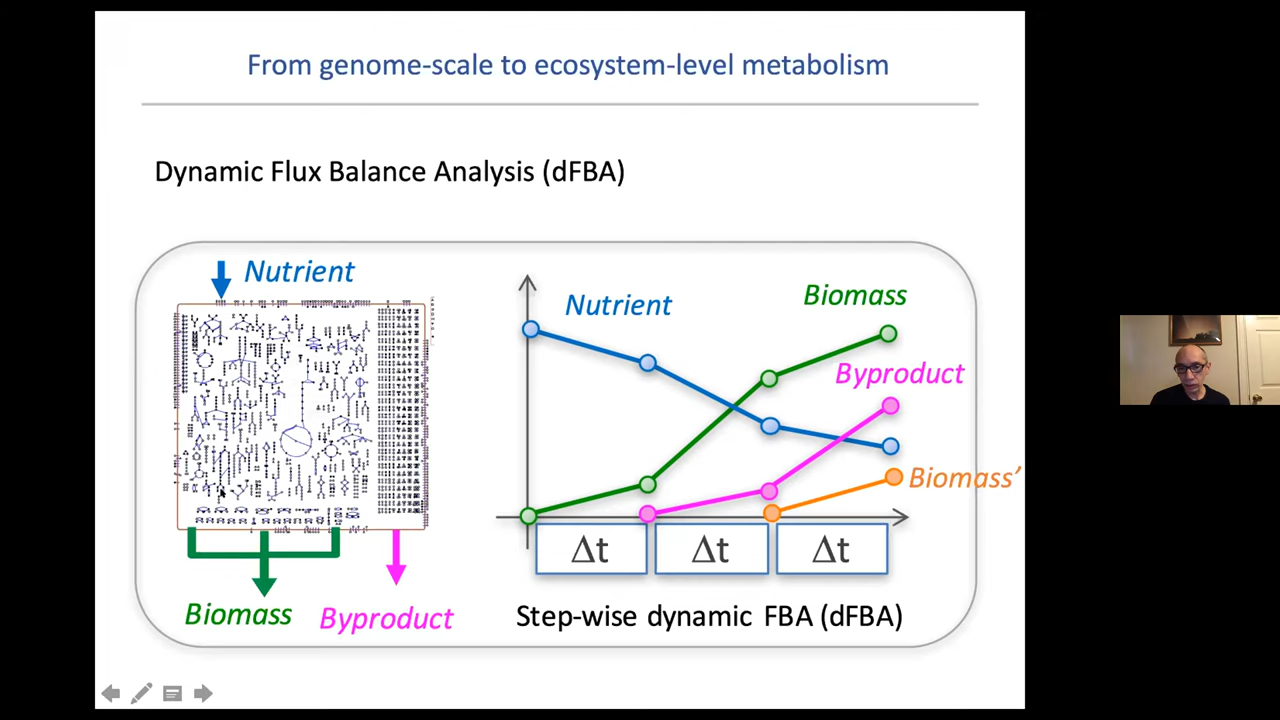 From genome-scale to ecosystem-level metabolism
Dynamic Flux Balance Analysis (dFBA)
Nutrient
Biomass
Byproduct
Nutrient
Biomass
Byproduct
Biomass’
Δt
Δt
Δt
Step-wise dynamic FBA (dFBA)